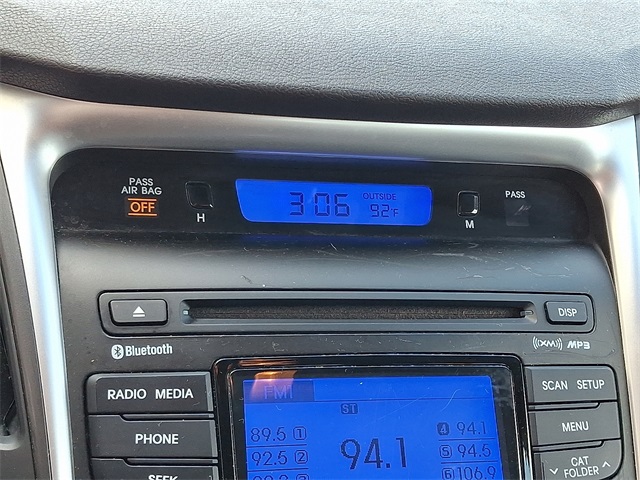 PASS
AIR BAG
OFF
H
3:06
OUTSIDE
92°F
M
PASS
DISP
Bluetooth
((XM)) MP3
RADIO MEDIA
PHONE
SEEK
FM1
ST
89.5 1
92.5 2
94.1
4 94.1
5 94.5
6 106.9
SCAN SETUP
MENU
CAT
FOLDER